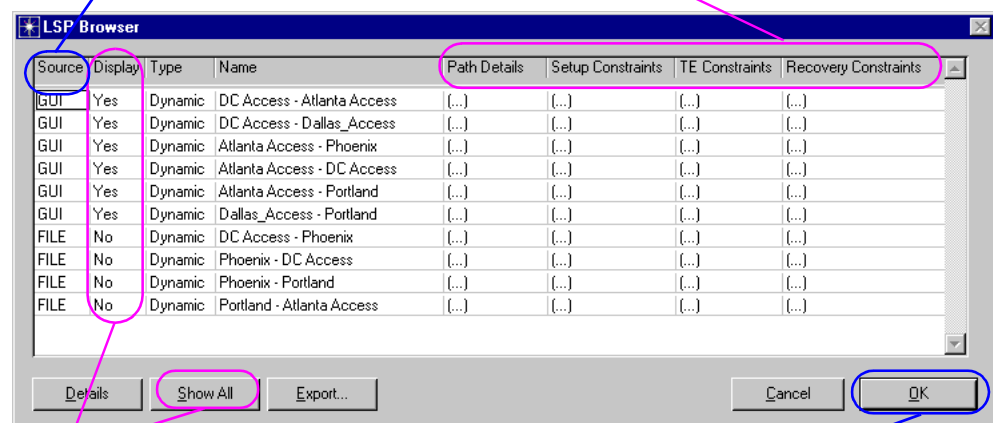 LSP Browser
Source Display Type Name Path Details Setup Constraints TE Constraints Recovery Constraints
GUI Yes Dynamic DC Access - Atlanta Access (...) (...) (...) (...)
GUI Yes Dynamic DC Access - Dallas_Access (...) (...) (...) (...)
GUI Yes Dynamic Atlanta Access - Phoenix (...) (...) (...) (...)
GUI Yes Dynamic Atlanta Access - DC Access (...) (...) (...) (...)
GUI Yes Dynamic Atlanta Access - Portland (...) (...) (...) (...)
GUI Yes Dynamic Dallas_Access - Portland (...) (...) (...) (...)
FILE No Dynamic DC Access - Phoenix (...) (...) (...) (...)
FILE No Dynamic Phoenix - DC Access (...) (...) (...) (...)
FILE No Dynamic Phoenix - Portland (...) (...) (...) (...)
FILE No Dynamic Portland - Atlanta Access (...) (...) (...) (...)
Details Show All Export... Cancel OK